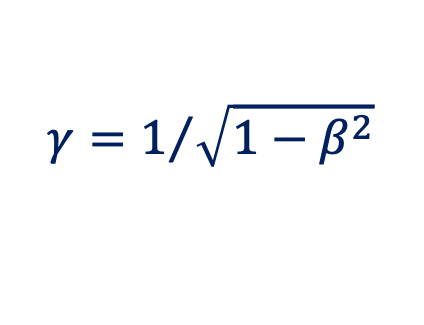 γ = 1/√1 − β²